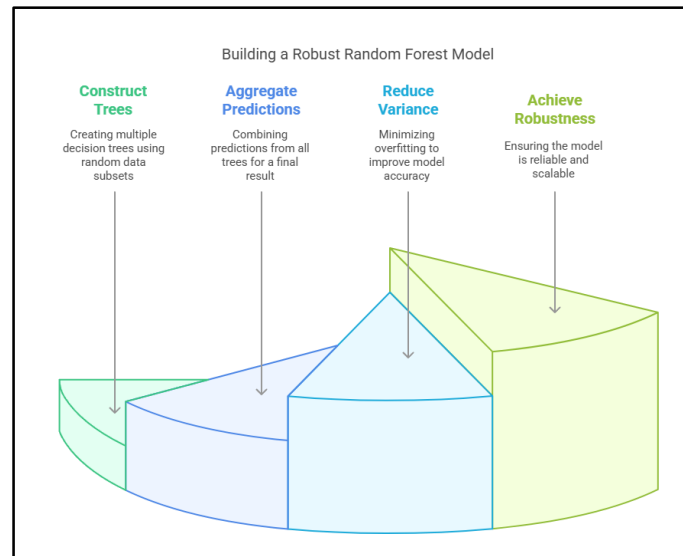 Building a Robust Random Forest Model
Construct
Trees
Creating multiple
decision trees using
random data
subsets
Aggregate
Predictions
Combining
predictions from all
trees for a final
result
Reduce
Variance
Minimizing
overfitting to
improve model
accuracy
Achieve
Robustness
Ensuring the model
is reliable and
scalable